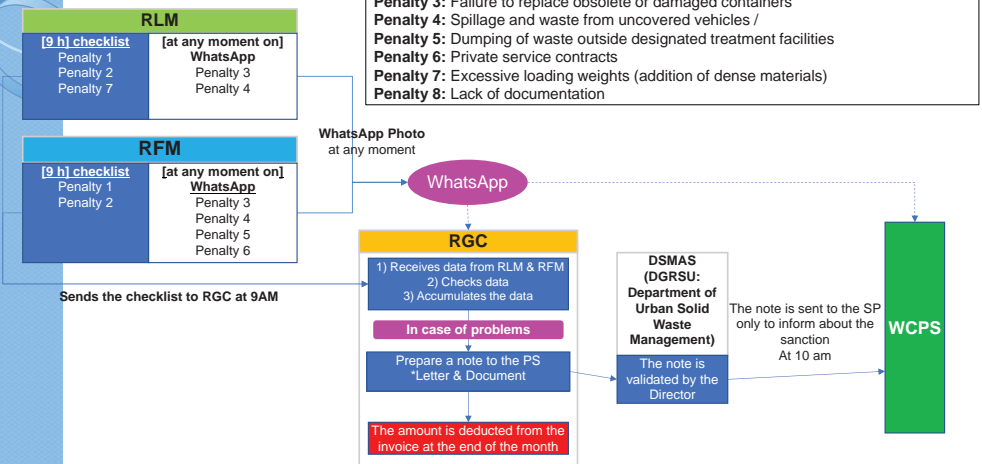 Penalty 3: Failure to replace obsolete or damaged containers
Penalty 4: Spillage and waste from uncovered vehicles /
Penalty 5: Dumping of waste outside designated treatment facilities
Penalty 6: Private service contracts
Penalty 7: Excessive loading weights (addition of dense materials)
Penalty 8: Lack of documentation
RLM
[9 h] checklist
Penalty 1
Penalty 2
Penalty 7
[at any moment on]
WhatsApp
Penalty 3
Penalty 4
RFM
[9 h] checklist
Penalty 1
Penalty 2
[at any moment on]
WhatsApp
Penalty 3
Penalty 4
Penalty 5
Penalty 6
WhatsApp Photo
at any moment
WhatsApp
Sends the checklist to RGC at 9AM
RGC
1) Receives data from RLM & RFM
2) Checks data
3) Accumulates the data
In case of problems
Prepare a note to the PS
*Letter & Document
The amount is deducted from the
invoice at the end of the month
DSMAS
(DGRSU:
Department of
Urban Solid
Waste
Management)
The note is
validated by the
Director
The note is sent to the SP
only to inform about the
sanction
At 10 am
WCPS